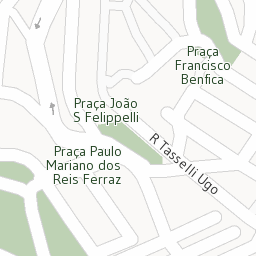 Praça
Francisco
Benfica
Praça João
S Felippelli
R Tasselli Ugo
Praça Paulo
Mariano dos
Reis Ferraz